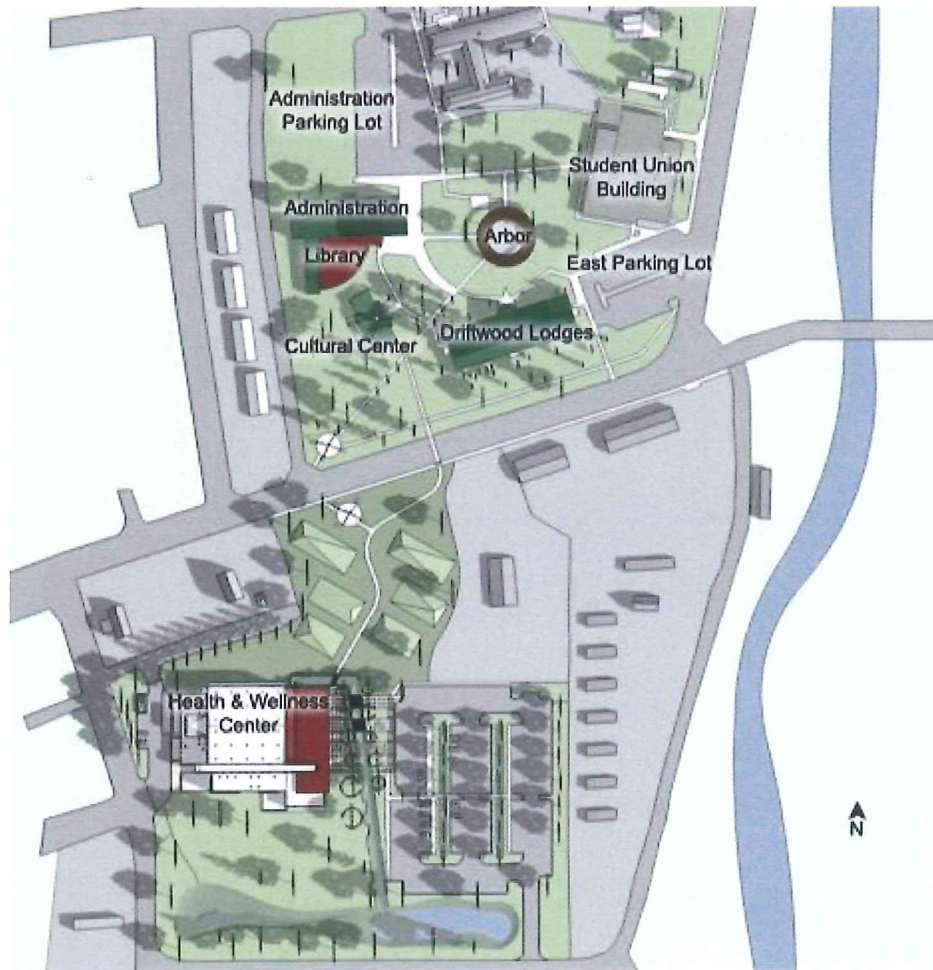 Administration
Parking Lot
Student Union
Building
Administration
Arbor
Library
East Parking Lot
Driftwood Lodges
Cultural Center
Health & Wellness
Center
N